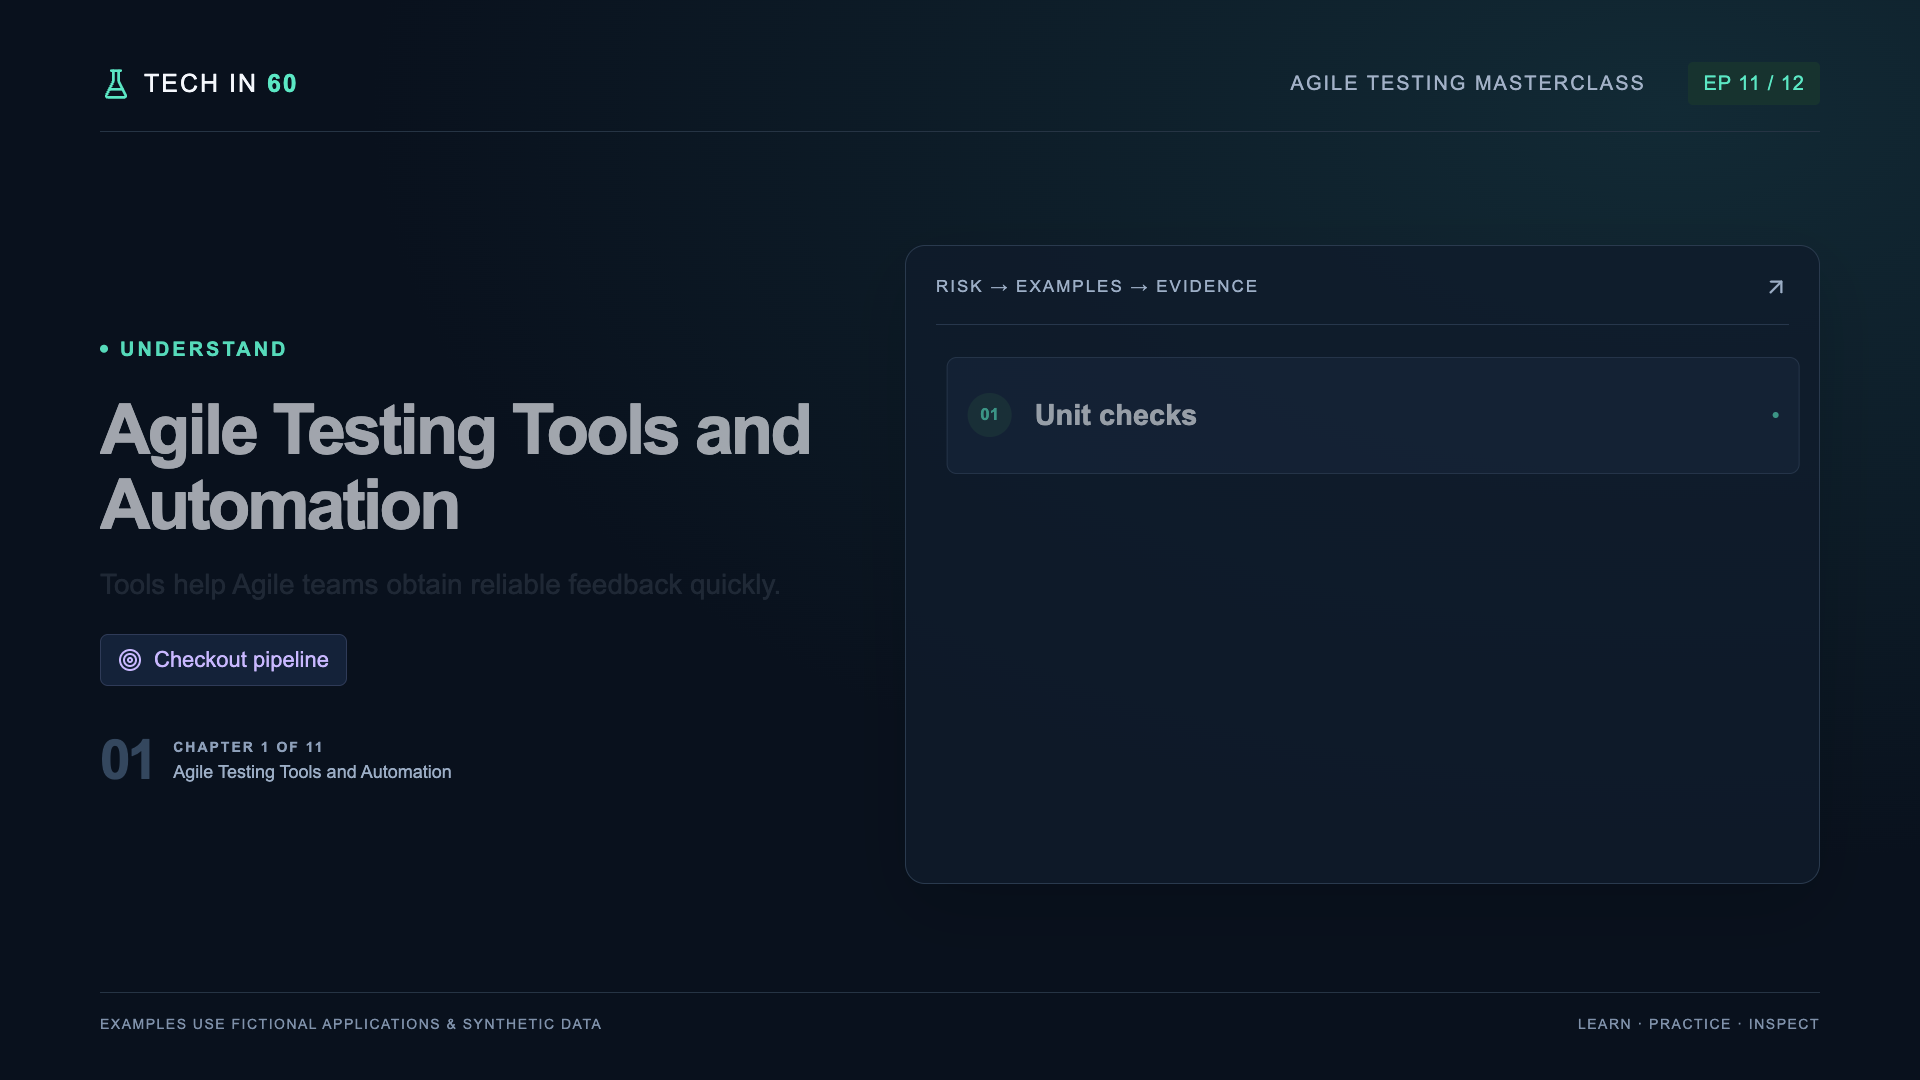 TECH IN 60
AGILE TESTING MASTERCLASS
EP 11 / 12
• UNDERSTAND
Agile Testing Tools and
Automation
Tools help Agile teams obtain reliable feedback quickly.
Checkout pipeline
01
CHAPTER 1 OF 11
Agile Testing Tools and Automation
RISK → EXAMPLES → EVIDENCE
01
Unit checks
EXAMPLES USE FICTIONAL APPLICATIONS & SYNTHETIC DATA
LEARN · PRACTICE · INSPECT